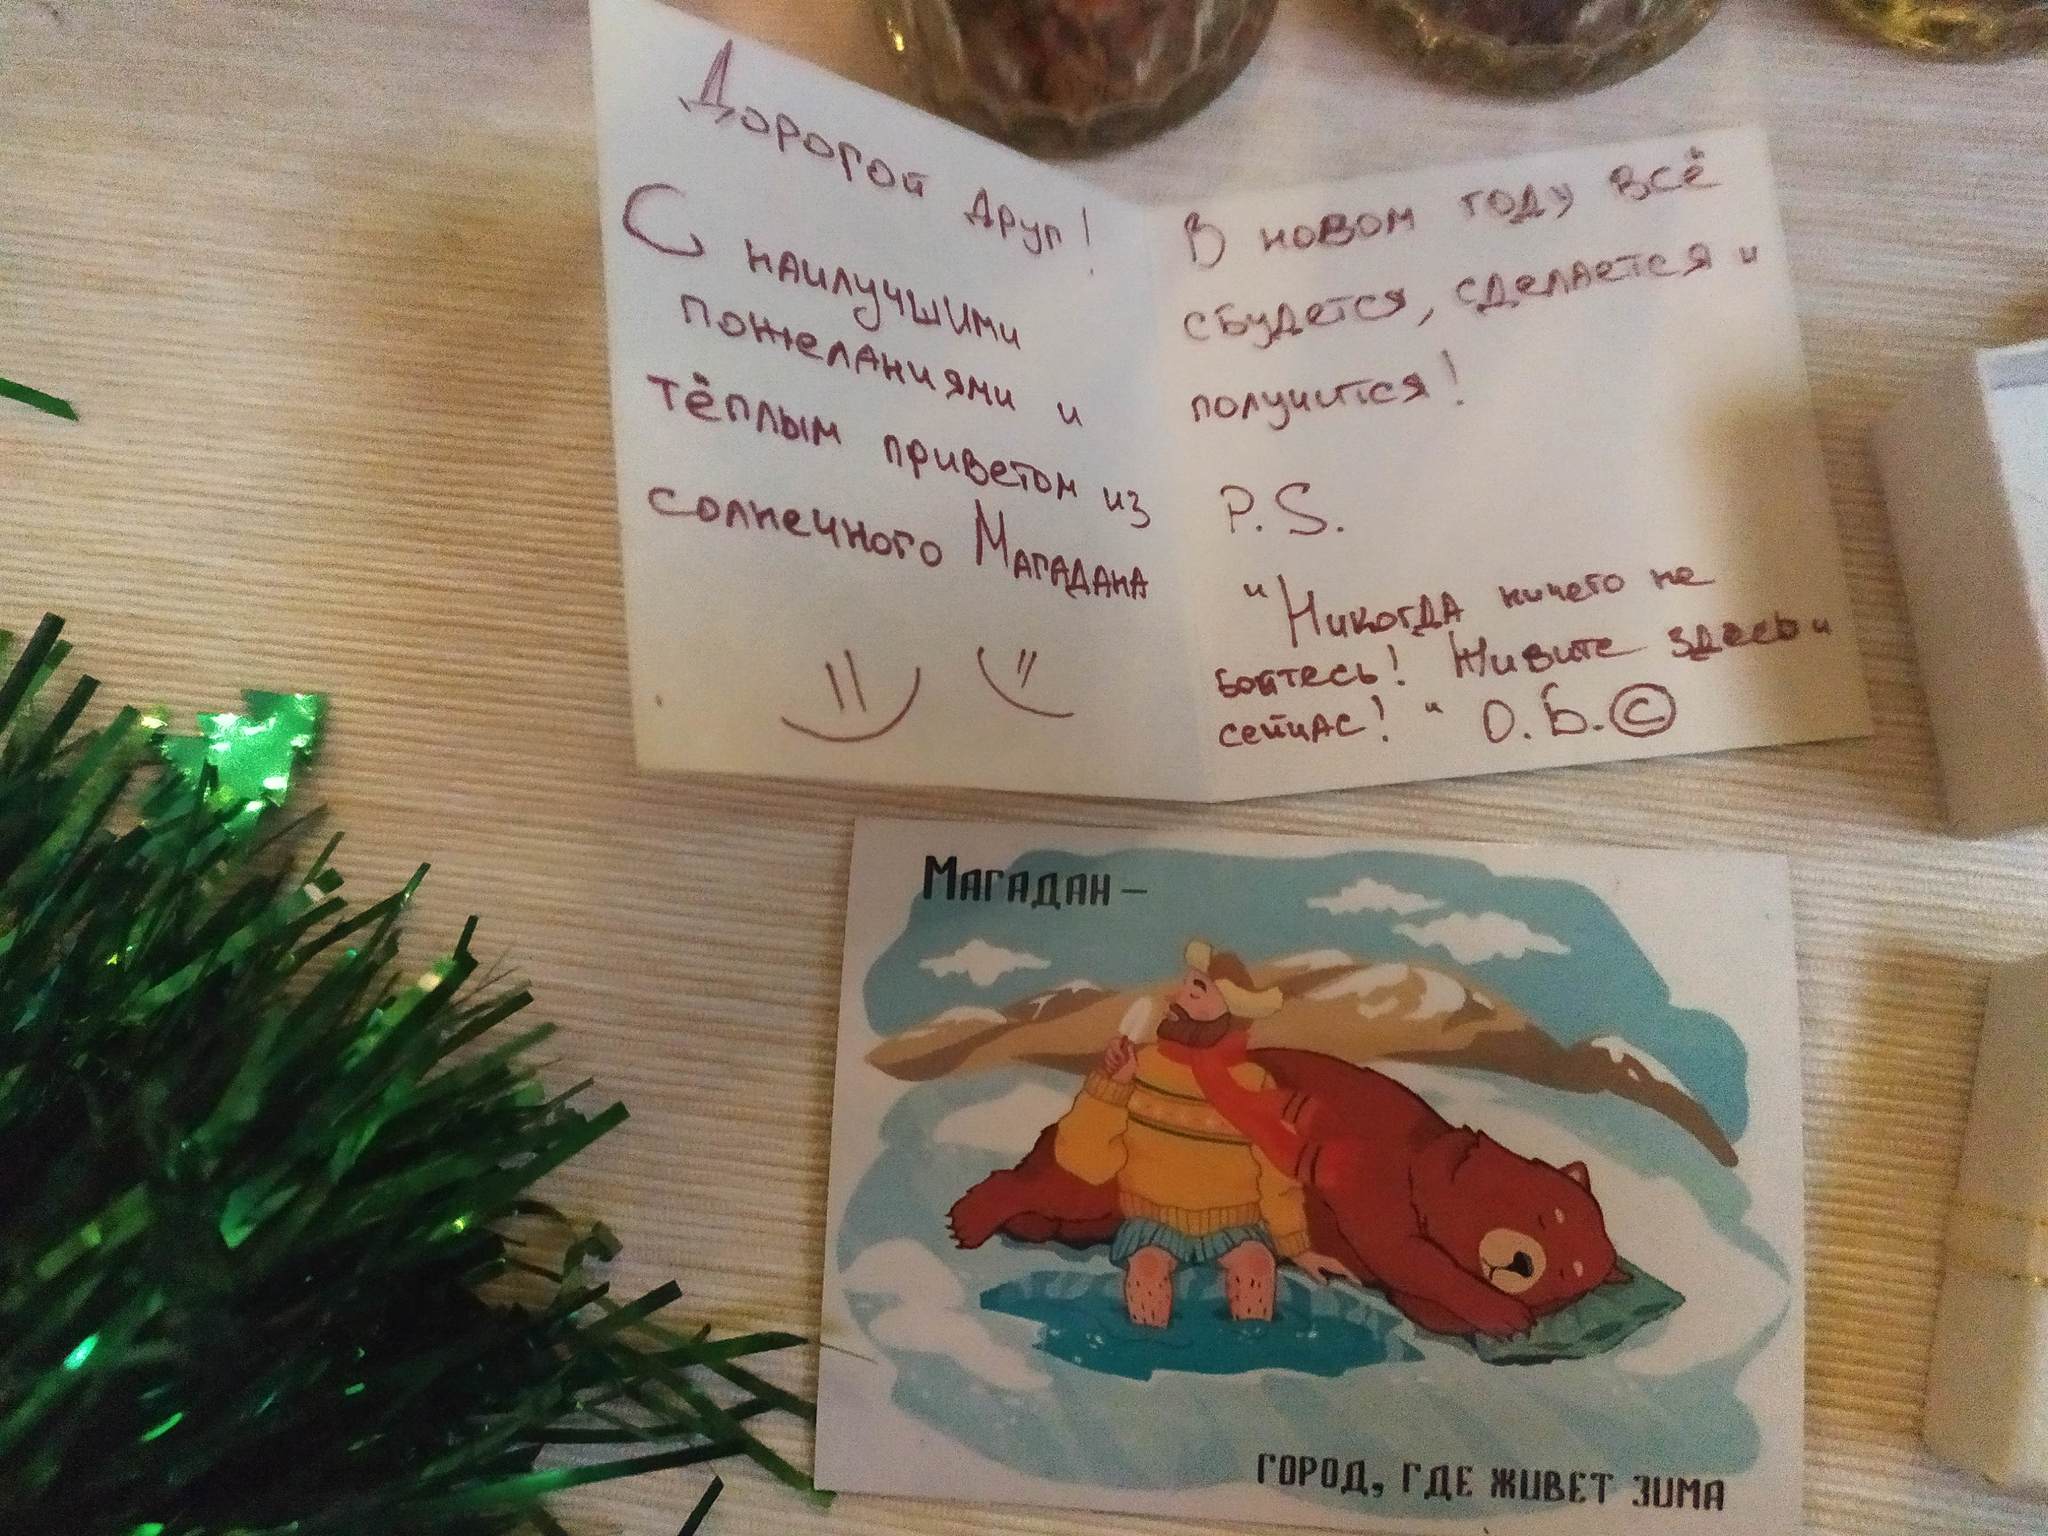 Дорогой друг!
С наилучшими
пожеланиями и
тёплым приветом из
солнечного Магадана
В новом году всё
сбудется, сделается и
получится!
P.S.
"Никогда ничего не
бойтесь! Живите здесь и
сейчас!" О.Б.©
Магадан–
город, где живет зима